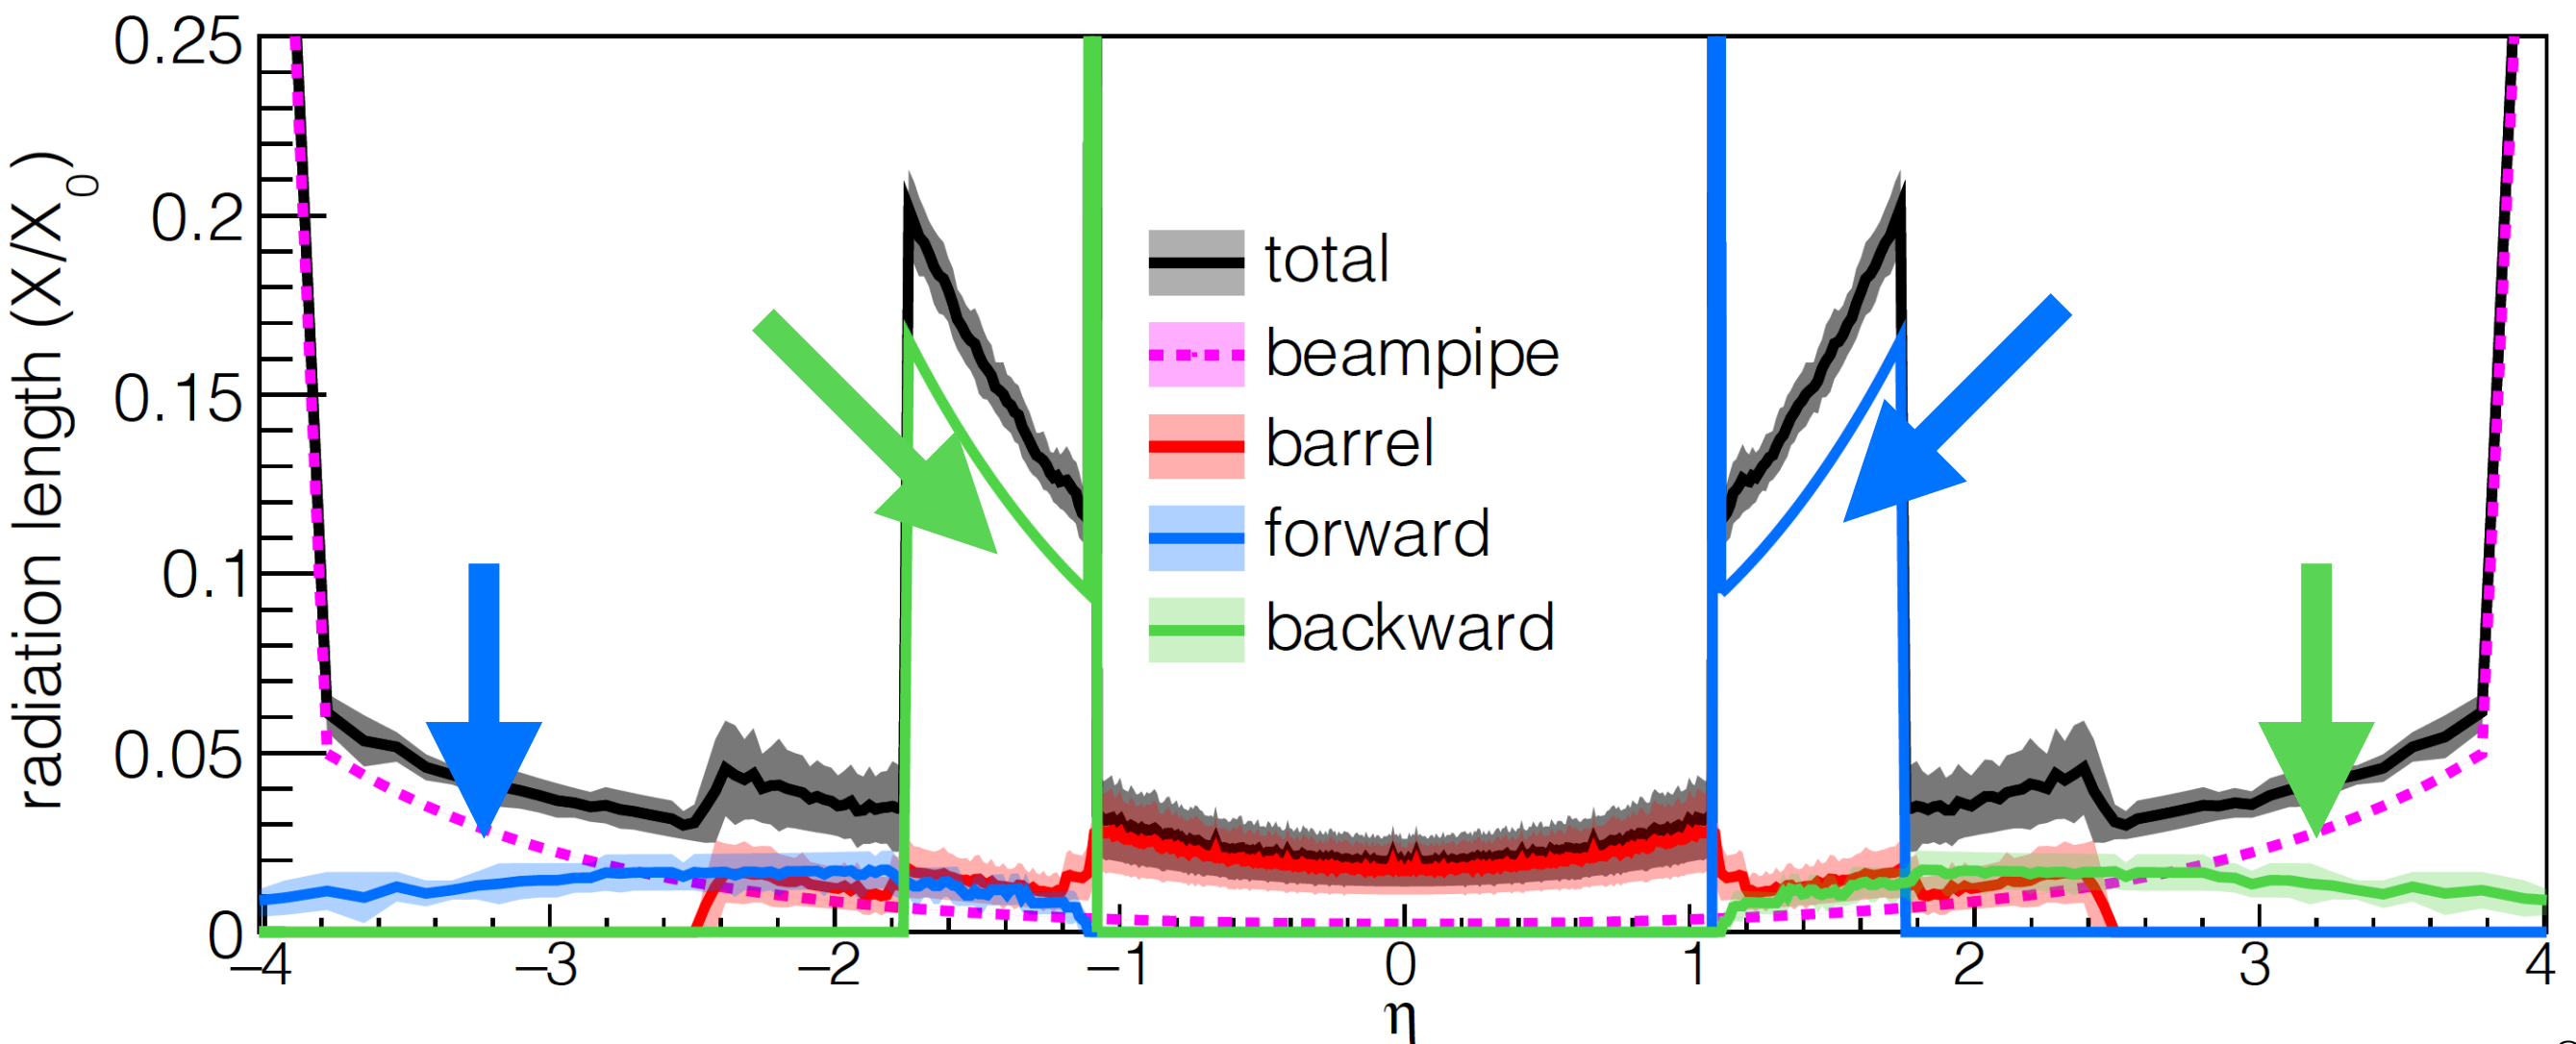 radiation length (X/X0)
0.25
0.2
0.15
0.1
0.05
0
total
beampipe
barrel
forward
backward
−4 −3 −2 −1 0 1 2 3 4
η